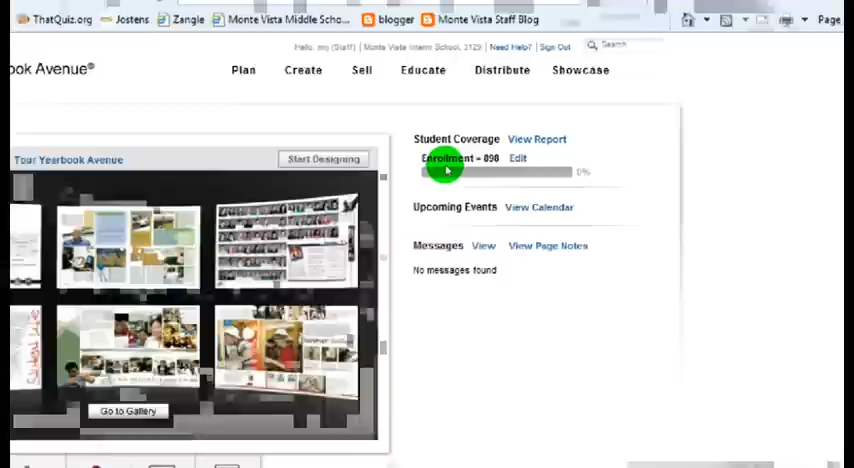 ThatQuiz.org Jostens Zangle Monte Vista Middle Scho... blogger Monte Vista Staff Blog Page
Hello, mvj (Staff) | Monte Vista Interm School, 3129 | Need Help? | Sign Out Search
ook Avenue® Plan Create Sell Educate Distribute Showcase
Student Coverage View Report
Tour Yearbook Avenue Start Designing
Enrollment = 898 Edit
0%
Upcoming Events View Calendar
Messages View View Page Notes
No messages found
Go to Gallery